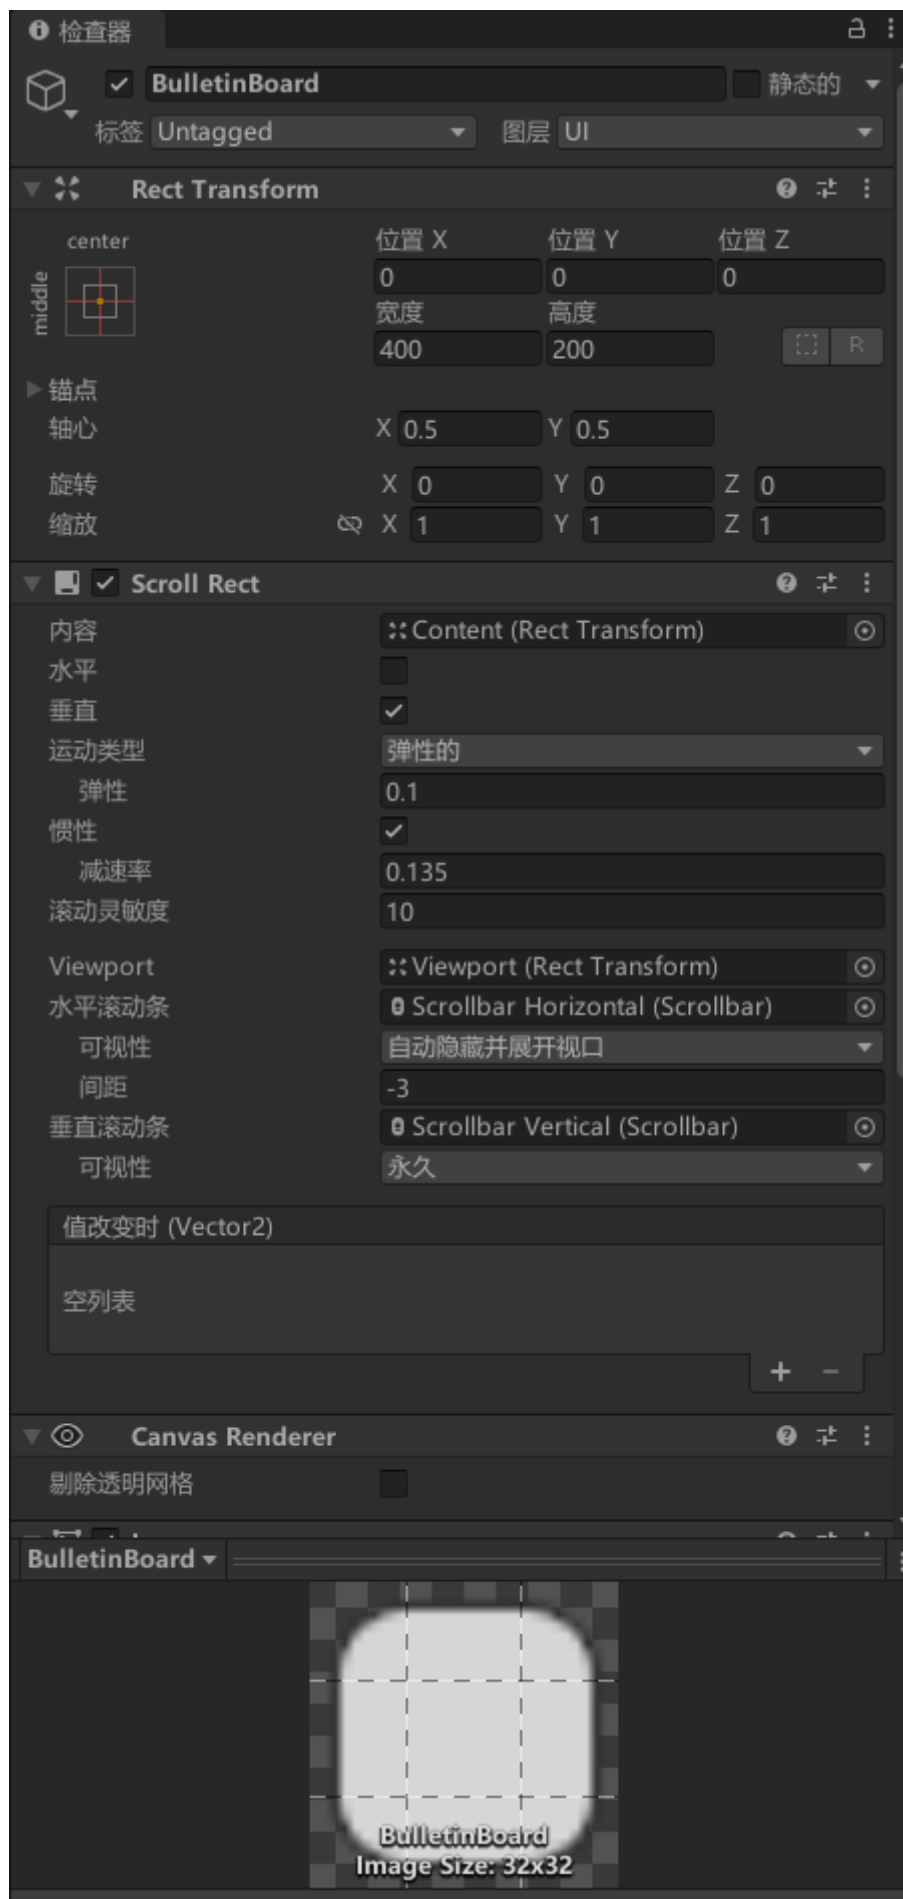 检查器
BulletinBoard 静态的
标签 Untagged 图层 UI
Rect Transform
center 位置 X 位置 Y 位置 Z
middle 0 0 0
宽度 高度
400 200 R
锚点
轴心 X 0.5 Y 0.5
旋转 X 0 Y 0 Z 0
缩放 X 1 Y 1 Z 1
Scroll Rect
内容 Content (Rect Transform)
水平
垂直
运动类型 弹性的
弹性 0.1
惯性
减速率 0.135
滚动灵敏度 10
Viewport Viewport (Rect Transform)
水平滚动条 Scrollbar Horizontal (Scrollbar)
可视性 自动隐藏并展开视口
间距 -3
垂直滚动条 Scrollbar Vertical (Scrollbar)
可视性 永久
值改变时 (Vector2)
空列表
Canvas Renderer
剔除透明网格
BulletinBoard
BulletinBoard
Image Size: 32x32